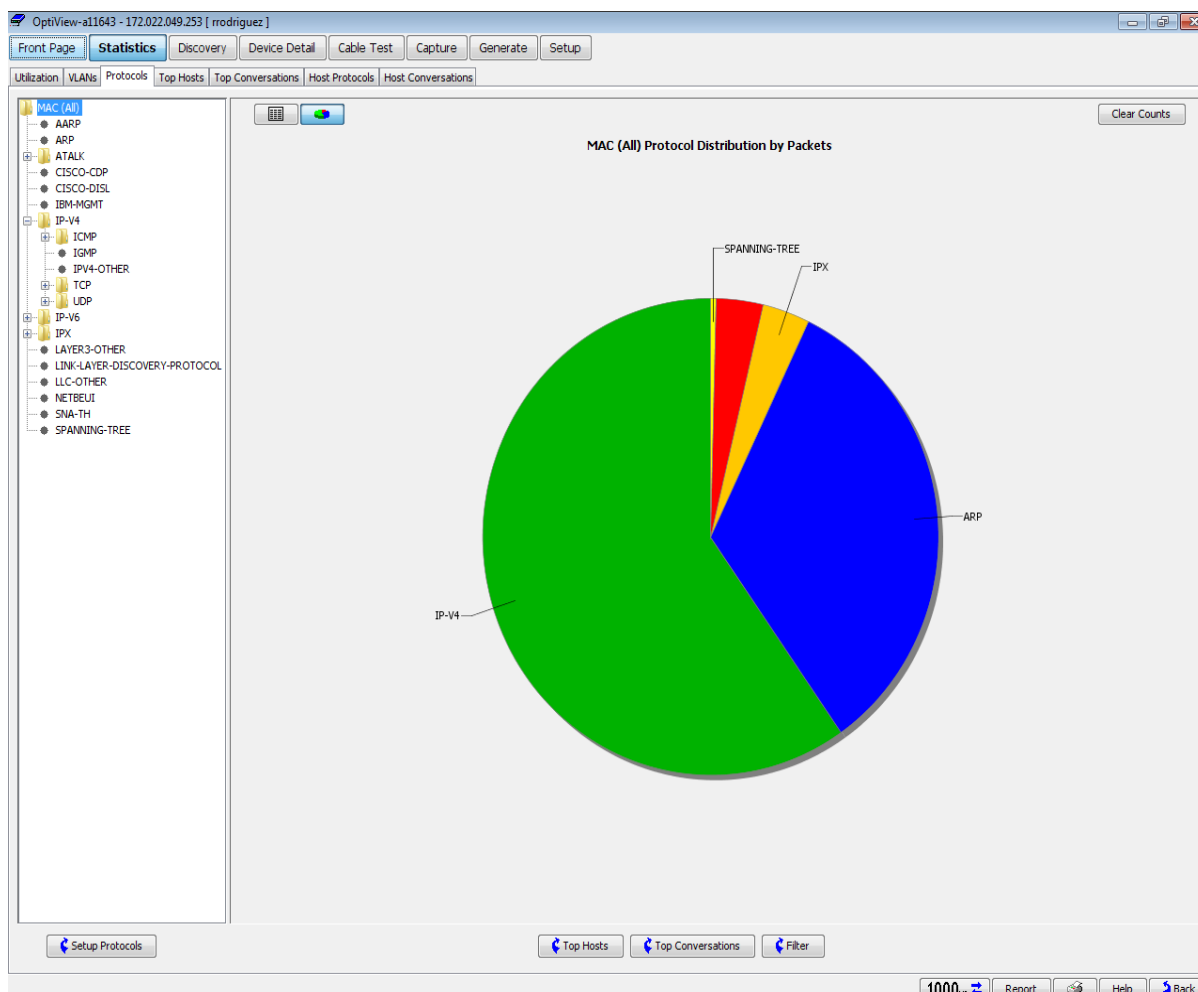 OptiView-a11643 - 172.022.049.253 [ rrodriguez ]
Front Page Statistics Discovery Device Detail Cable Test Capture Generate Setup
Utilization VLANs Protocols Top Hosts Top Conversations Host Protocols Host Conversations
MAC (All)
AARP
ARP
ATALK
CISCO-CDP
CISCO-DISL
IBM-MGMT
IP-V4
ICMP
IGMP
IPV4-OTHER
TCP
UDP
IP-V6
IPX
LAYER3-OTHER
LINK-LAYER-DISCOVERY-PROTOCOL
LLC-OTHER
NETBEUI
SNA-TH
SPANNING-TREE
Clear Counts
MAC (All) Protocol Distribution by Packets
SPANNING-TREE
IPX
ARP
IP-V4
Setup Protocols
Top Hosts Top Conversations Filter
1000 Report Help Back